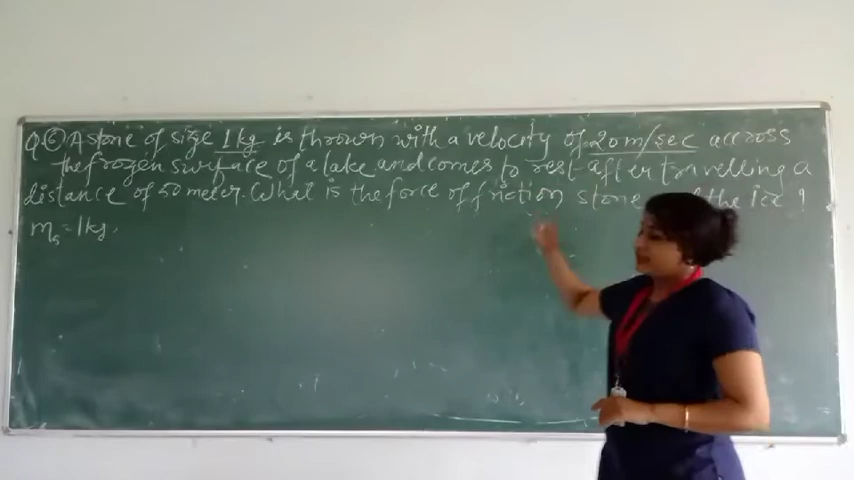 Q.⑥ A stone of size 1kg is thrown with a velocity of 20 m/sec accross
the frozen surface of a lake and comes to rest after travelling a
distance of 50 meter. What is the force of friction stone the Ice ?
ms = 1kg.